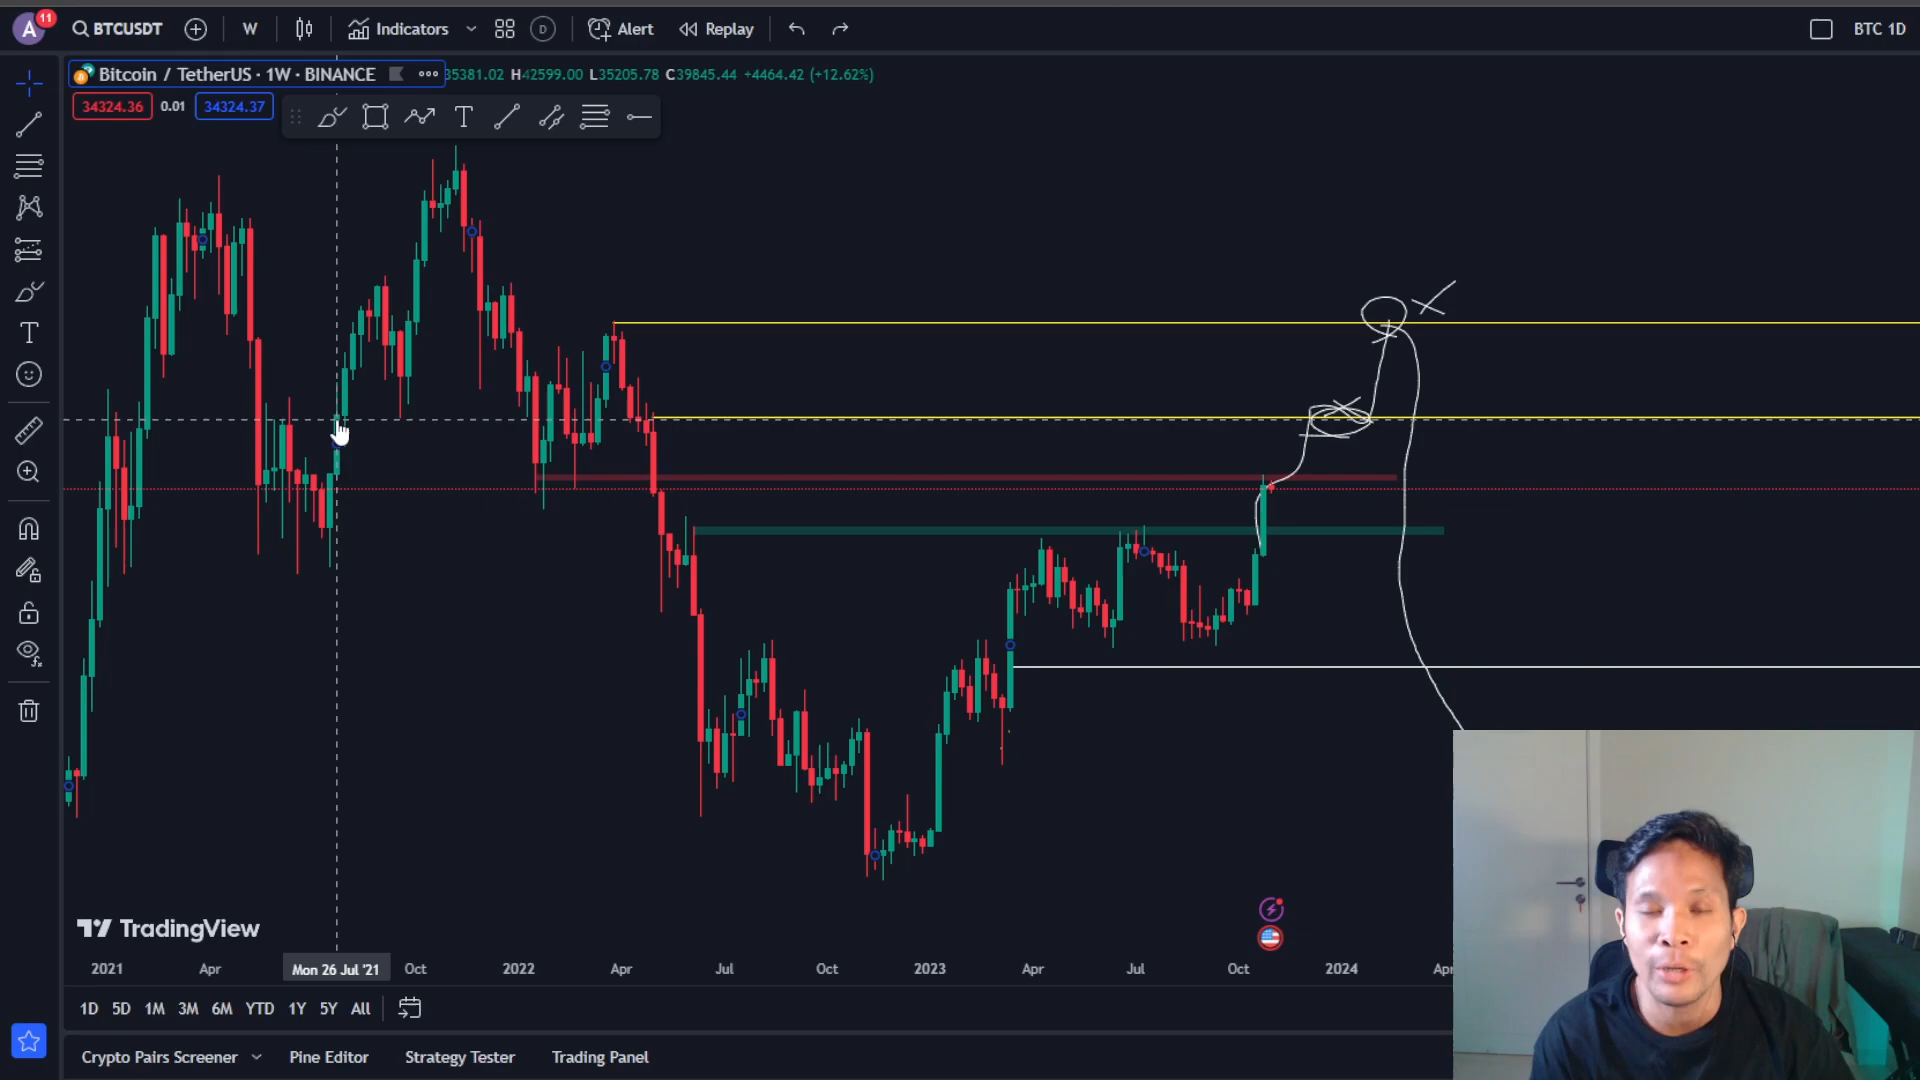 A
11
BTCUSDT
W
Indicators
D
Alert
Replay
BTC 1D
Bitcoin / TetherUS · 1W · BINANCE
35381.02 H42599.00 L35205.78 C39845.44 +4464.42 (+12.62%)
34324.36 0.01 34324.37
T
T
TradingView
2021 Apr Mon 26 Jul '21 Oct 2022 Apr Jul Oct 2023 Apr Jul Oct 2024 Apr
1D 5D 1M 3M 6M YTD 1Y 5Y All
Crypto Pairs Screener Pine Editor Strategy Tester Trading Panel